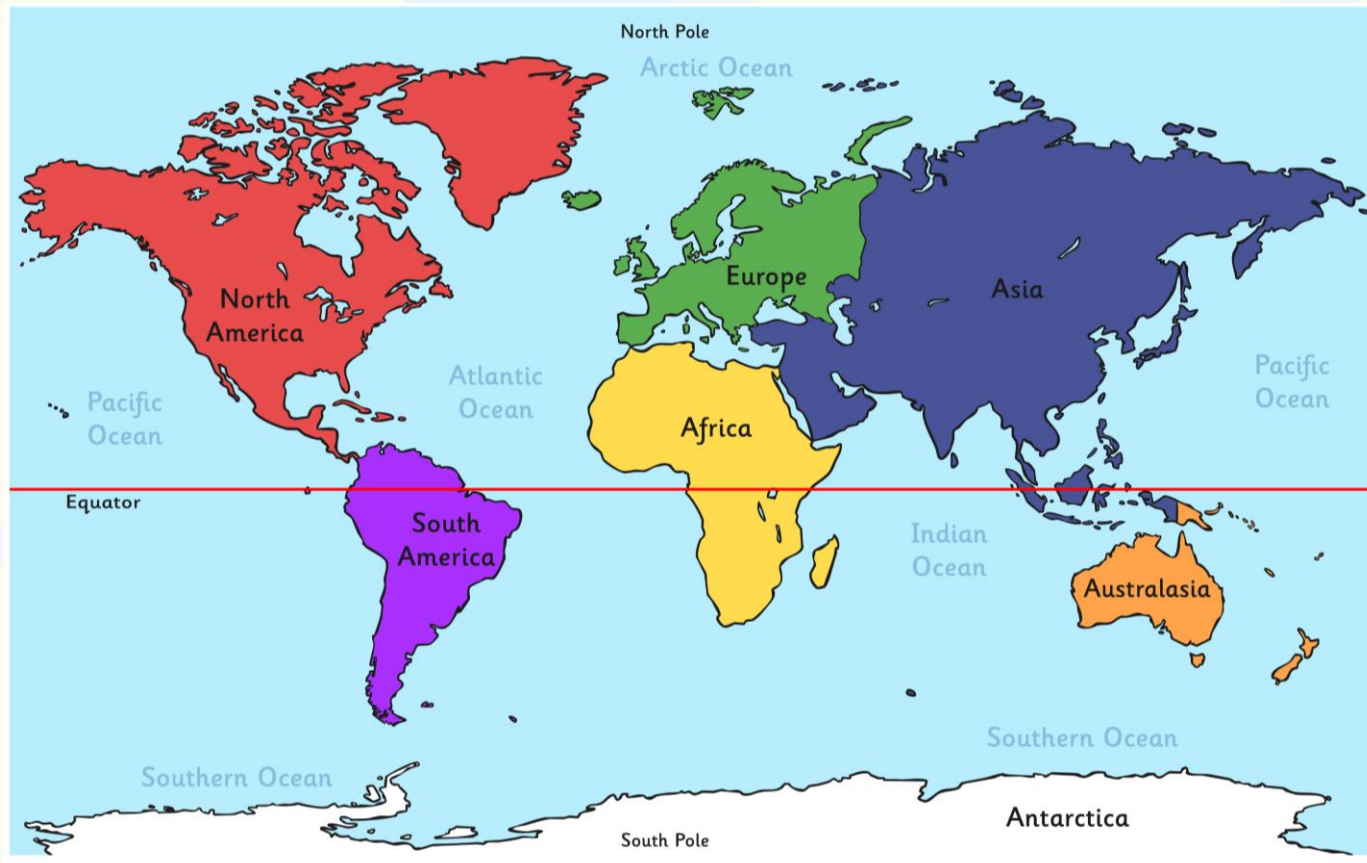 North Pole
Arctic Ocean
North
America
Europe
Asia
Atlantic
Ocean
Pacific
Ocean
Pacific
Ocean
Africa
Equator
South
America
Indian
Ocean
Australasia
Southern Ocean
Southern Ocean
Antarctica
South Pole